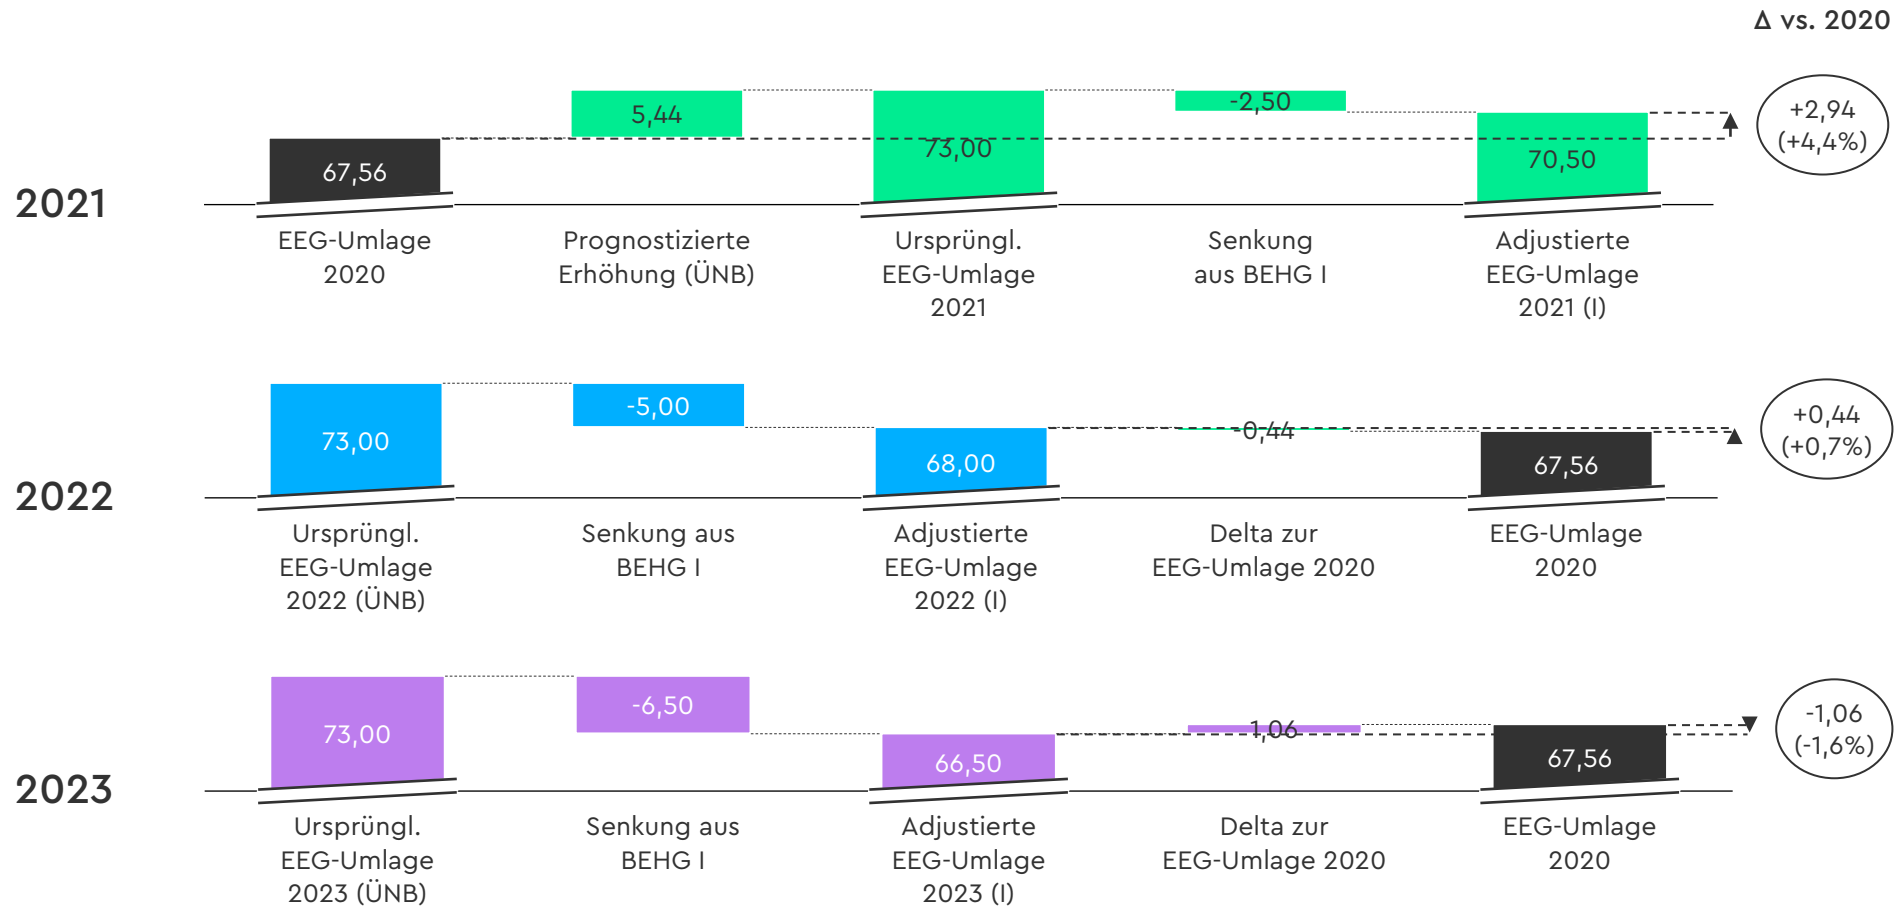 Δ vs. 2020
5,44
-2,50
+2,94
(+4,4%)
67,56
73,00
70,50
2021
EEG-Umlage
2020
Prognostizierte
Erhöhung (ÜNB)
Ursprüngl.
EEG-Umlage
2021
Senkung
aus BEHG I
Adjustierte
EEG-Umlage
2021 (I)
73,00
-5,00
68,00
-0,44
67,56
+0,44
(+0,7%)
2022
Ursprüngl.
EEG-Umlage
2022 (ÜNB)
Senkung aus
BEHG I
Adjustierte
EEG-Umlage
2022 (I)
Delta zur
EEG-Umlage 2020
EEG-Umlage
2020
73,00
-6,50
66,50
1,06
67,56
-1,06
(-1,6%)
2023
Ursprüngl.
EEG-Umlage
2023 (ÜNB)
Senkung aus
BEHG I
Adjustierte
EEG-Umlage
2023 (I)
Delta zur
EEG-Umlage 2020
EEG-Umlage
2020